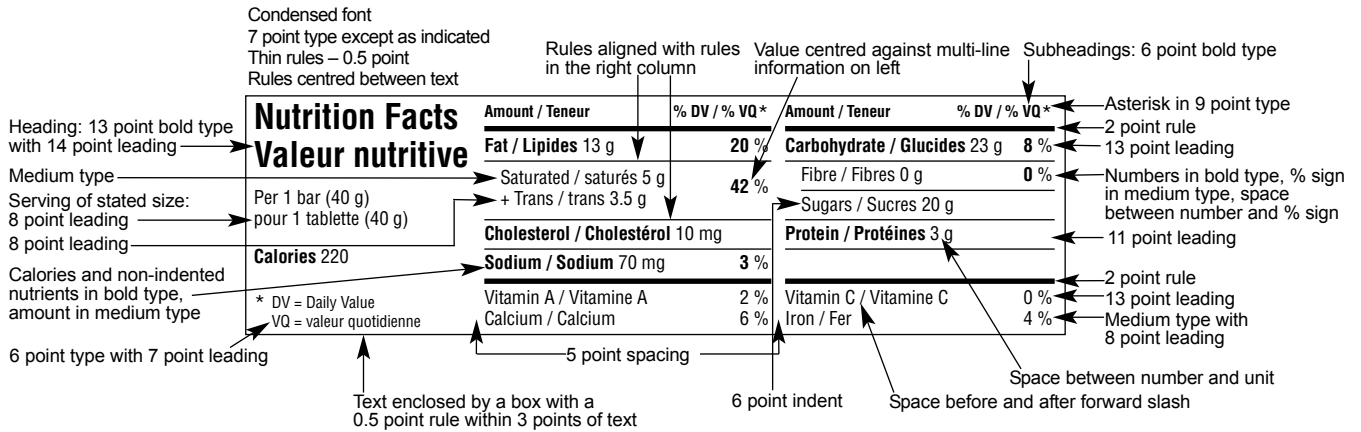 Condensed font
7 point type except as indicated
Thin rules – 0.5 point
Rules centred between text
Rules aligned with rules
in the right column
Value centred against multi-line
information on left
Subheadings: 6 point bold type
Heading: 13 point bold type
with 14 point leading
Medium type
Serving of stated size:
8 point leading
8 point leading
Calories and non-indented
nutrients in bold type,
amount in medium type
6 point type with 7 point leading
Nutrition Facts
Valeur nutritive
Per 1 bar (40 g)
pour 1 tablette (40 g)
Calories 220
* DV = Daily Value
VQ = valeur quotidienne
Amount / Teneur % DV / % VQ*
Fat / Lipides 13 g 20 %
Saturated / saturés 5 g
+ Trans / trans 3.5 g
42 %
Cholesterol / Cholestérol 10 mg
Sodium / Sodium 70 mg 3 %
Vitamin A / Vitamine A 2 %
Calcium / Calcium 6 %
Amount / Teneur % DV / % VQ*
Carbohydrate / Glucides 23 g 8 %
Fibre / Fibres 0 g 0 %
Sugars / Sucres 20 g
Protein / Protéines 3 g
Vitamin C / Vitamine C 0 %
Iron / Fer 4 %
Asterisk in 9 point type
2 point rule
13 point leading
Numbers in bold type, % sign
in medium type, space
between number and % sign
11 point leading
2 point rule
13 point leading
Medium type with
8 point leading
5 point spacing
Text enclosed by a box with a
0.5 point rule within 3 points of text
6 point indent
Space before and after forward slash
Space between number and unit